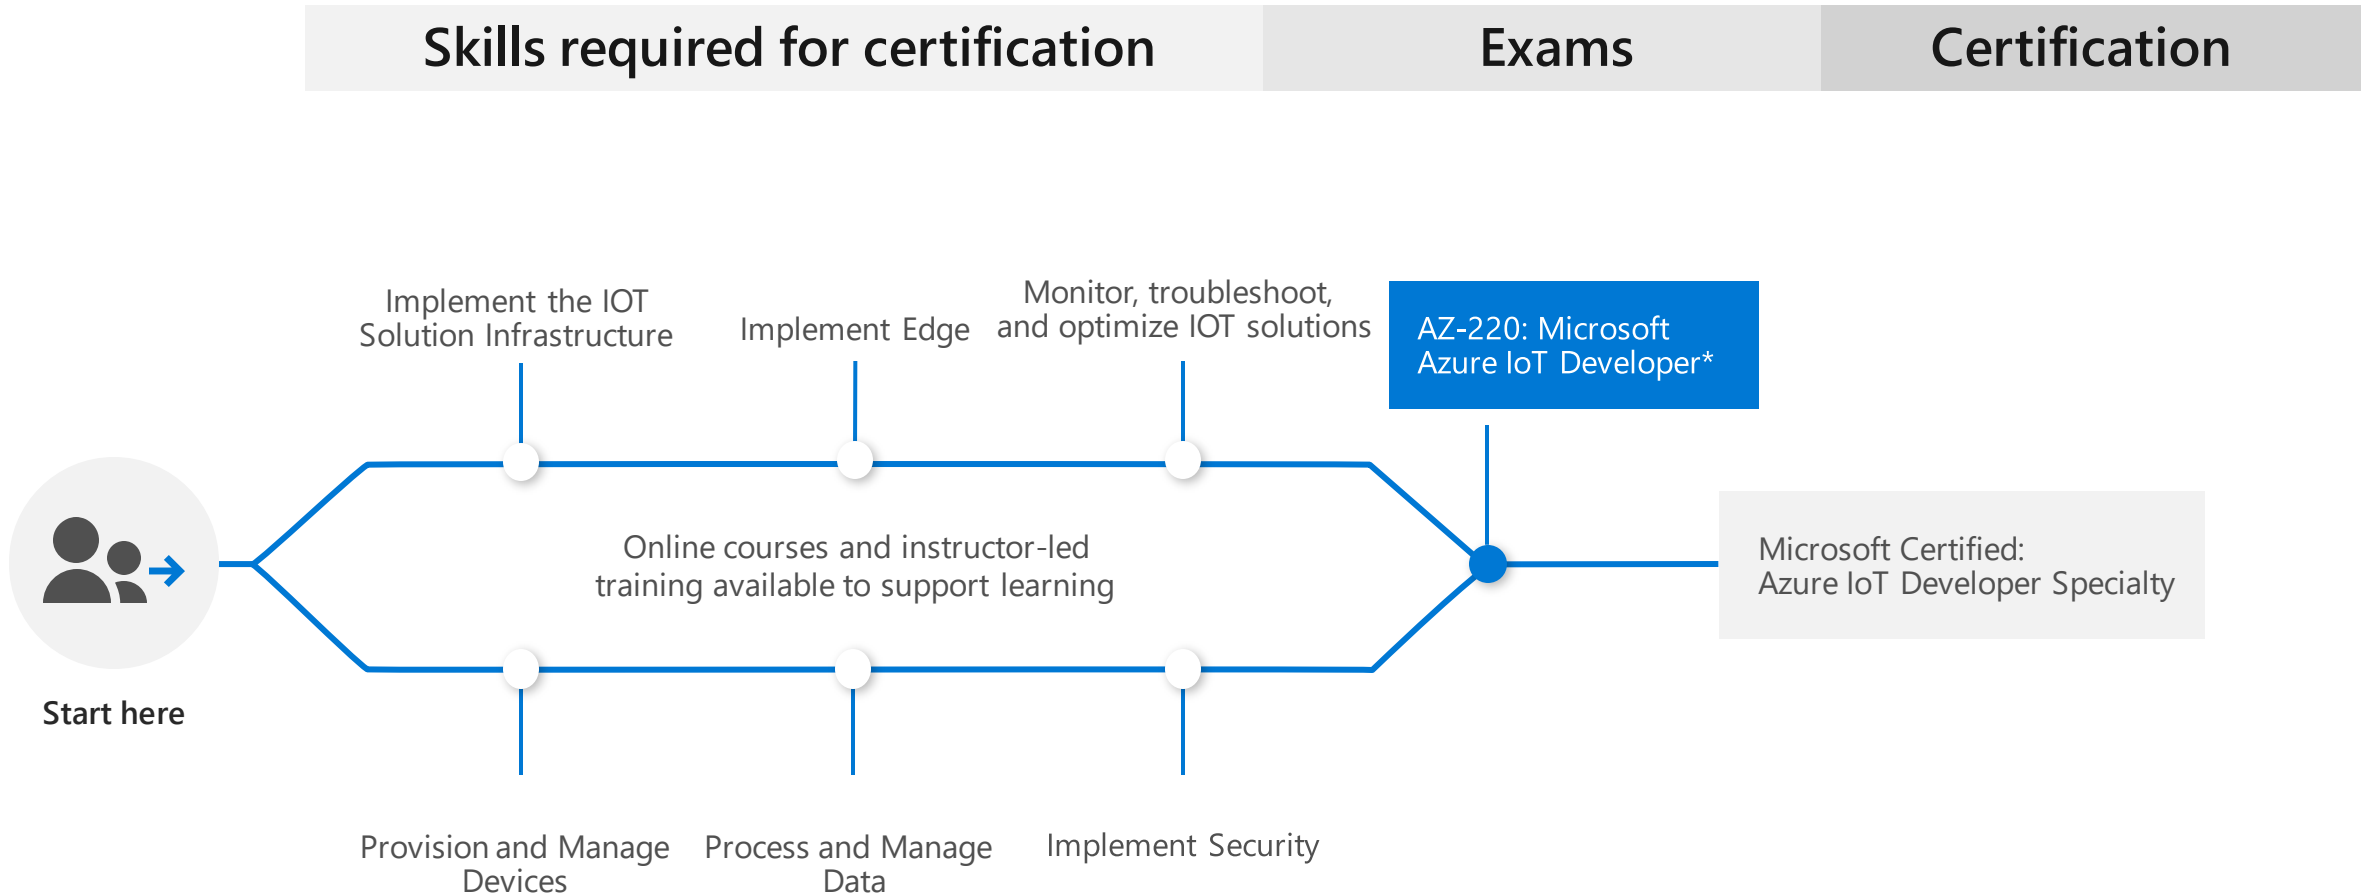 Skills required for certification
Exams
Certification
Implement the IOT
Solution Infrastructure
Implement Edge
Monitor, troubleshoot,
and optimize IOT solutions
AZ-220: Microsoft
Azure IoT Developer*
Online courses and instructor-led
training available to support learning
Microsoft Certified:
Azure IoT Developer Specialty
Start here
Provision and Manage
Devices
Process and Manage
Data
Implement Security